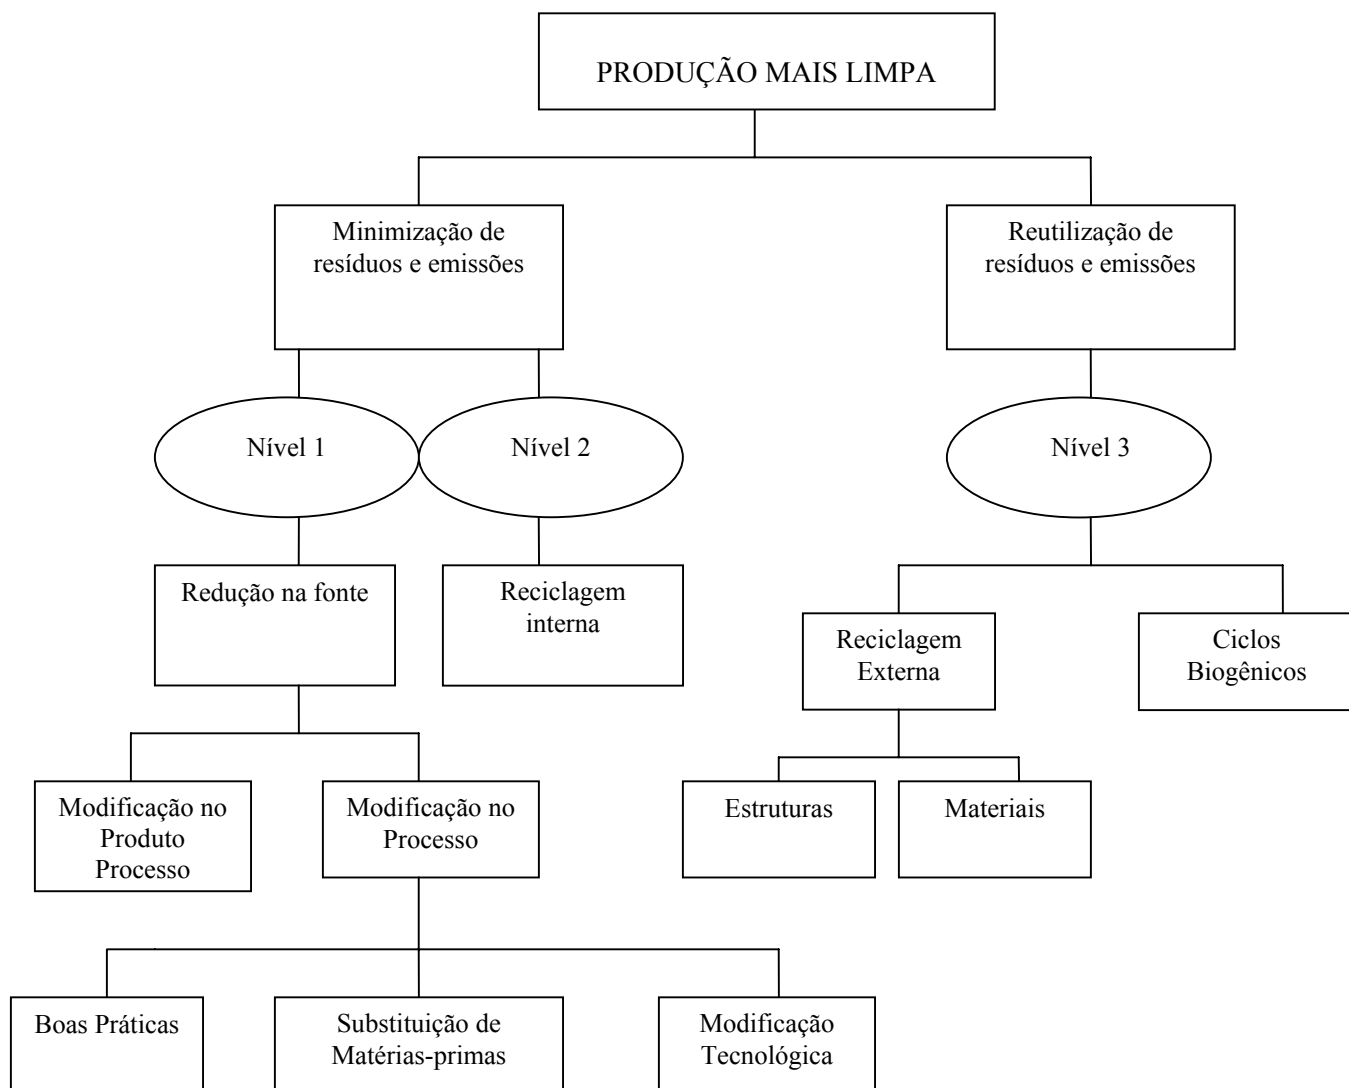 PRODUÇÃO MAIS LIMPA
Minimização de
resíduos e emissões
Reutilização de
resíduos e emissões
Nível 1
Nível 2
Nível 3
Redução na fonte
Reciclagem
interna
Reciclagem
Externa
Ciclos
Biogênicos
Modificação no
Produto
Processo
Modificação no
Processo
Estruturas
Materiais
Boas Práticas
Substituição de
Matérias-primas
Modificação
Tecnológica